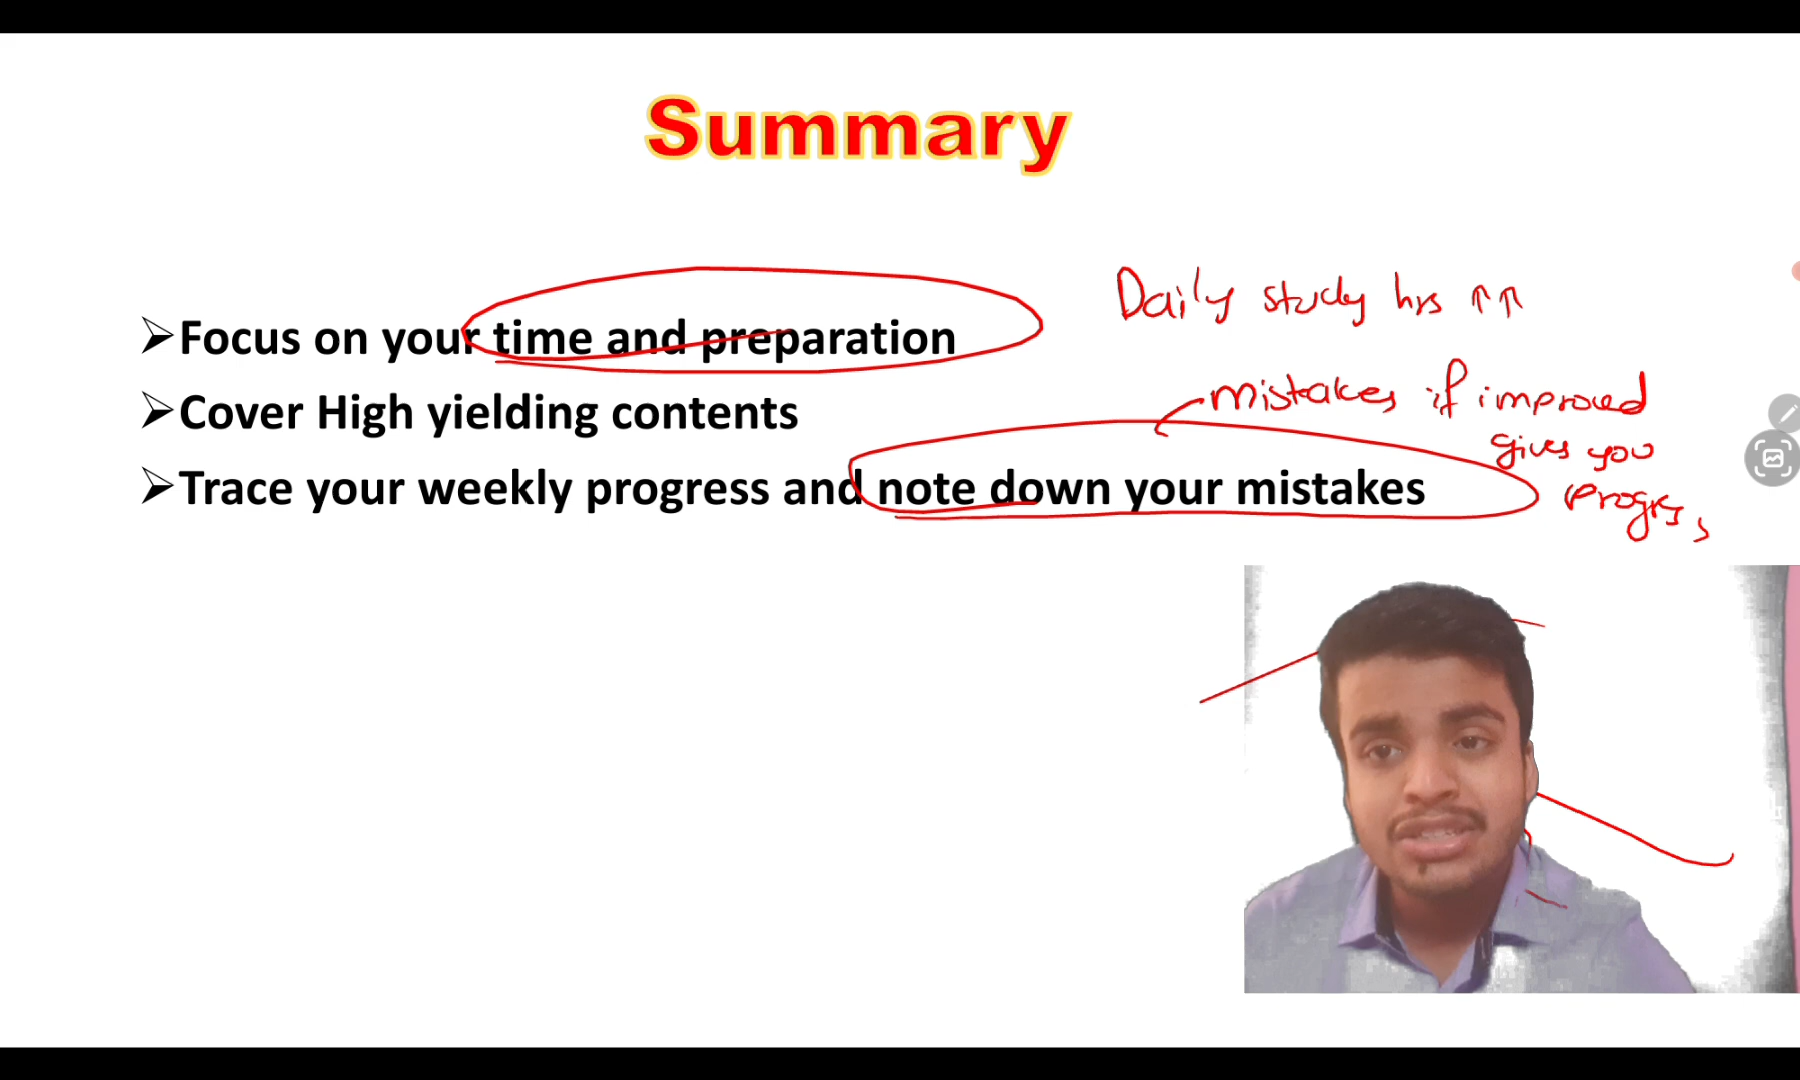 Summary
➢Focus on your time and preparation
Daily study hrs ↑↑
➢Cover High yielding contents
mistakes if improved
gives you
progress
➢Trace your weekly progress and note down your mistakes